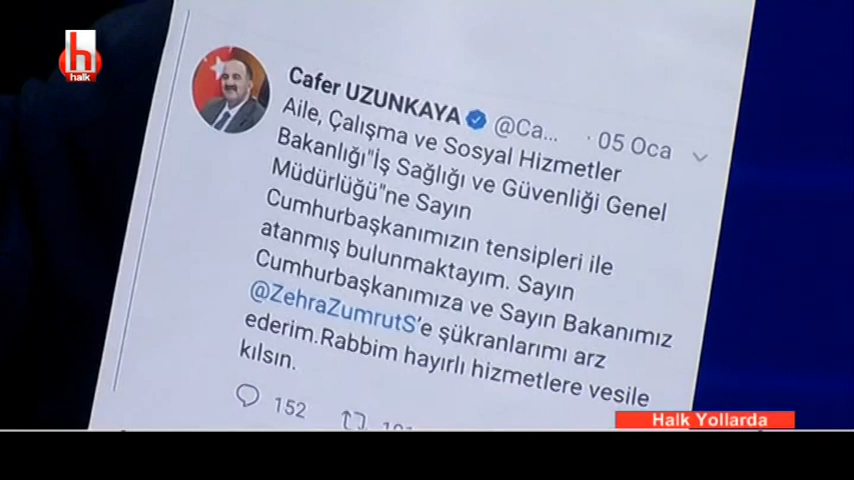 h
halk
Cafer UZUNKAYA @Ca... · 05 Oca
Aile, Çalışma ve Sosyal Hizmetler
Bakanlığı"İş Sağlığı ve Güvenliği Genel
Müdürlüğü"ne Sayın
Cumhurbaşkanımızın tensipleri ile
atanmış bulunmaktayım. Sayın
Cumhurbaşkanımıza ve Sayın Bakanımız
@ZehraZumrutS'e şükranlarımı arz
ederim.Rabbim hayırlı hizmetlere vesile
kılsın.
152
Halk Yollarda